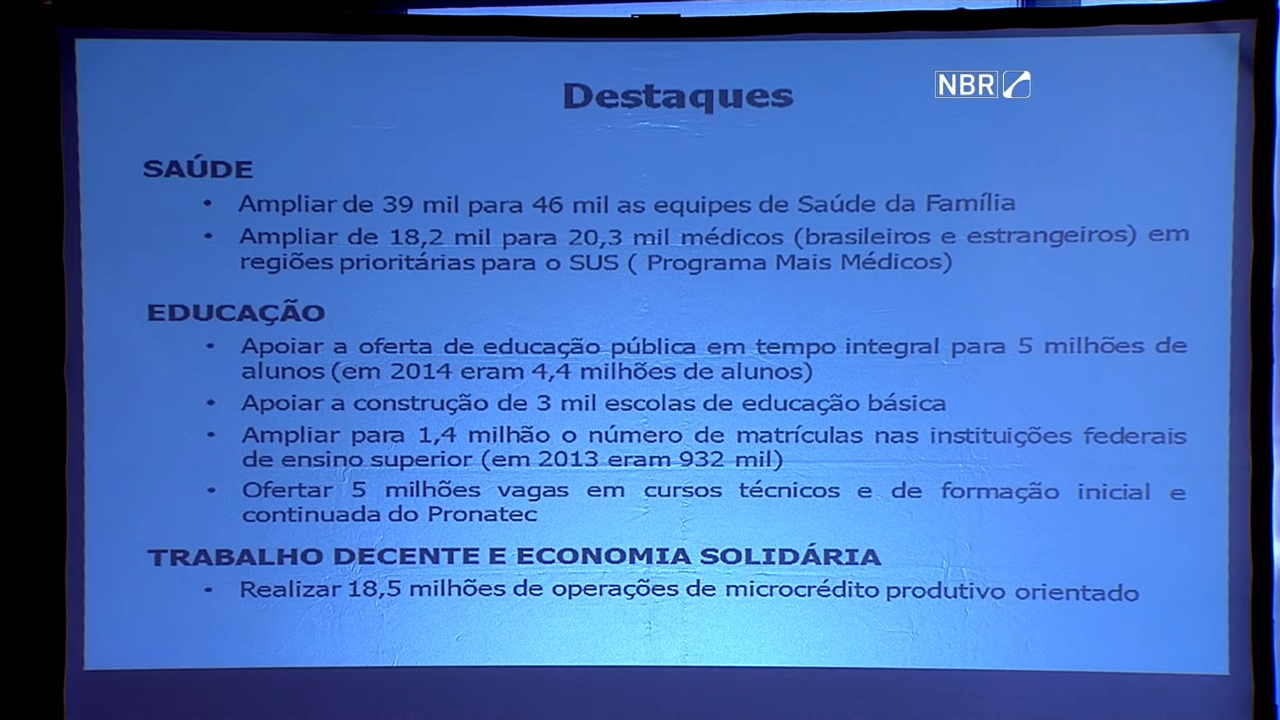 Destaques
NBR
SAÚDE
• Ampliar de 39 mil para 46 mil as equipes de Saúde da Família
• Ampliar de 18,2 mil para 20,3 mil médicos (brasileiros e estrangeiros) em
regiões prioritárias para o SUS ( Programa Mais Médicos)
EDUCAÇÃO
• Apoiar a oferta de educação pública em tempo integral para 5 milhões de
alunos (em 2014 eram 4,4 milhões de alunos)
• Apoiar a construção de 3 mil escolas de educação básica
• Ampliar para 1,4 milhão o número de matrículas nas instituições federais
de ensino superior (em 2013 eram 932 mil)
• Ofertar 5 milhões vagas em cursos técnicos e de formação inicial e
continuada do Pronatec
TRABALHO DECENTE E ECONOMIA SOLIDÁRIA
• Realizar 18,5 milhões de operações de microcrédito produtivo orientado